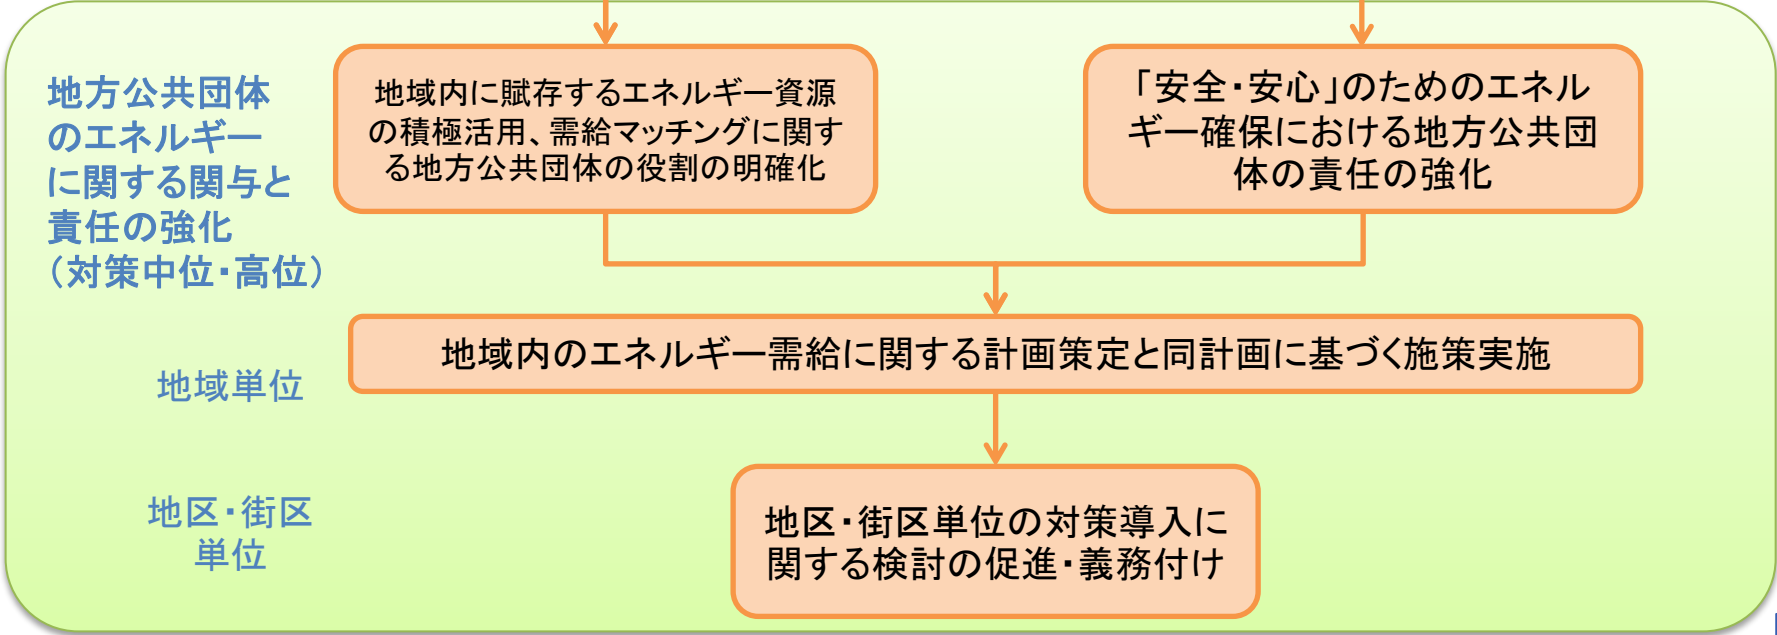 地方公共団体
のエネルギー
に関する関与と
責任の強化
（対策中位・高位）
地域内に賦存するエネルギー資源
の積極活用、需給マッチングに関す
る地方公共団体の役割の明確化
「安全・安心」のためのエネル
ギー確保における地方公共団
体の責任の強化
地域単位
地域内のエネルギー需給に関する計画策定と同計画に基づく施策実施
地区・街区
単位
地区・街区単位の対策導入に
関する検討の促進・義務付け